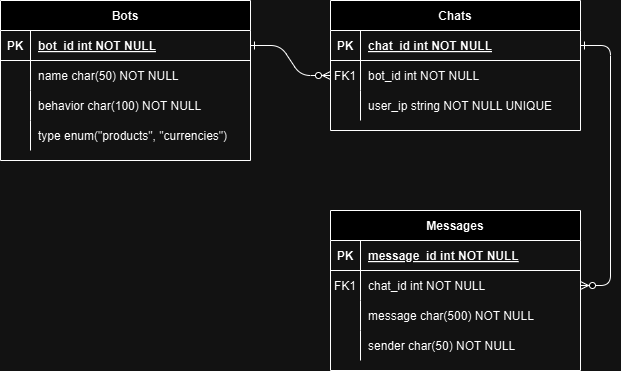 Bots
PK bot_id int NOT NULL
name char(50) NOT NULL
behavior char(100) NOT NULL
type enum("products", "currencies")
Chats
PK chat_id int NOT NULL
FK1 bot_id int NOT NULL
user_ip string NOT NULL UNIQUE
Messages
PK message_id int NOT NULL
FK1 chat_id int NOT NULL
message char(500) NOT NULL
sender char(50) NOT NULL